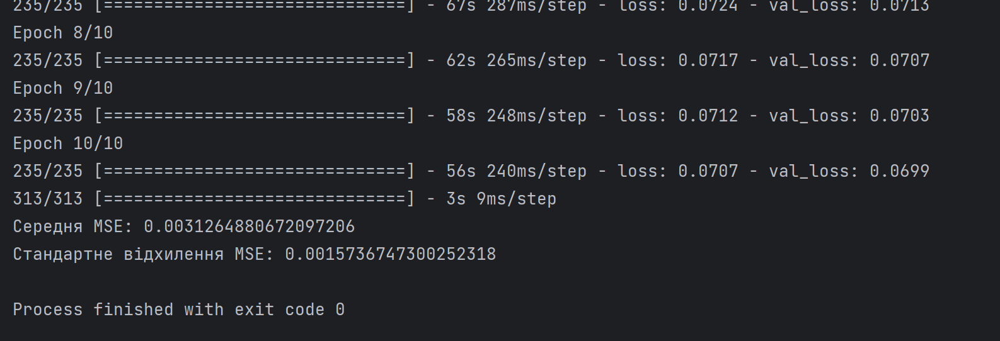 235/235 [==============================] - 67s 287ms/step - loss: 0.0724 - val_loss: 0.0713
Epoch 8/10
235/235 [==============================] - 62s 265ms/step - loss: 0.0717 - val_loss: 0.0707
Epoch 9/10
235/235 [==============================] - 58s 248ms/step - loss: 0.0712 - val_loss: 0.0703
Epoch 10/10
235/235 [==============================] - 56s 240ms/step - loss: 0.0707 - val_loss: 0.0699
313/313 [==============================] - 3s 9ms/step
Середня MSE: 0.0031264880672097206
Стандартне відхилення MSE: 0.0015736747300252318
Process finished with exit code 0